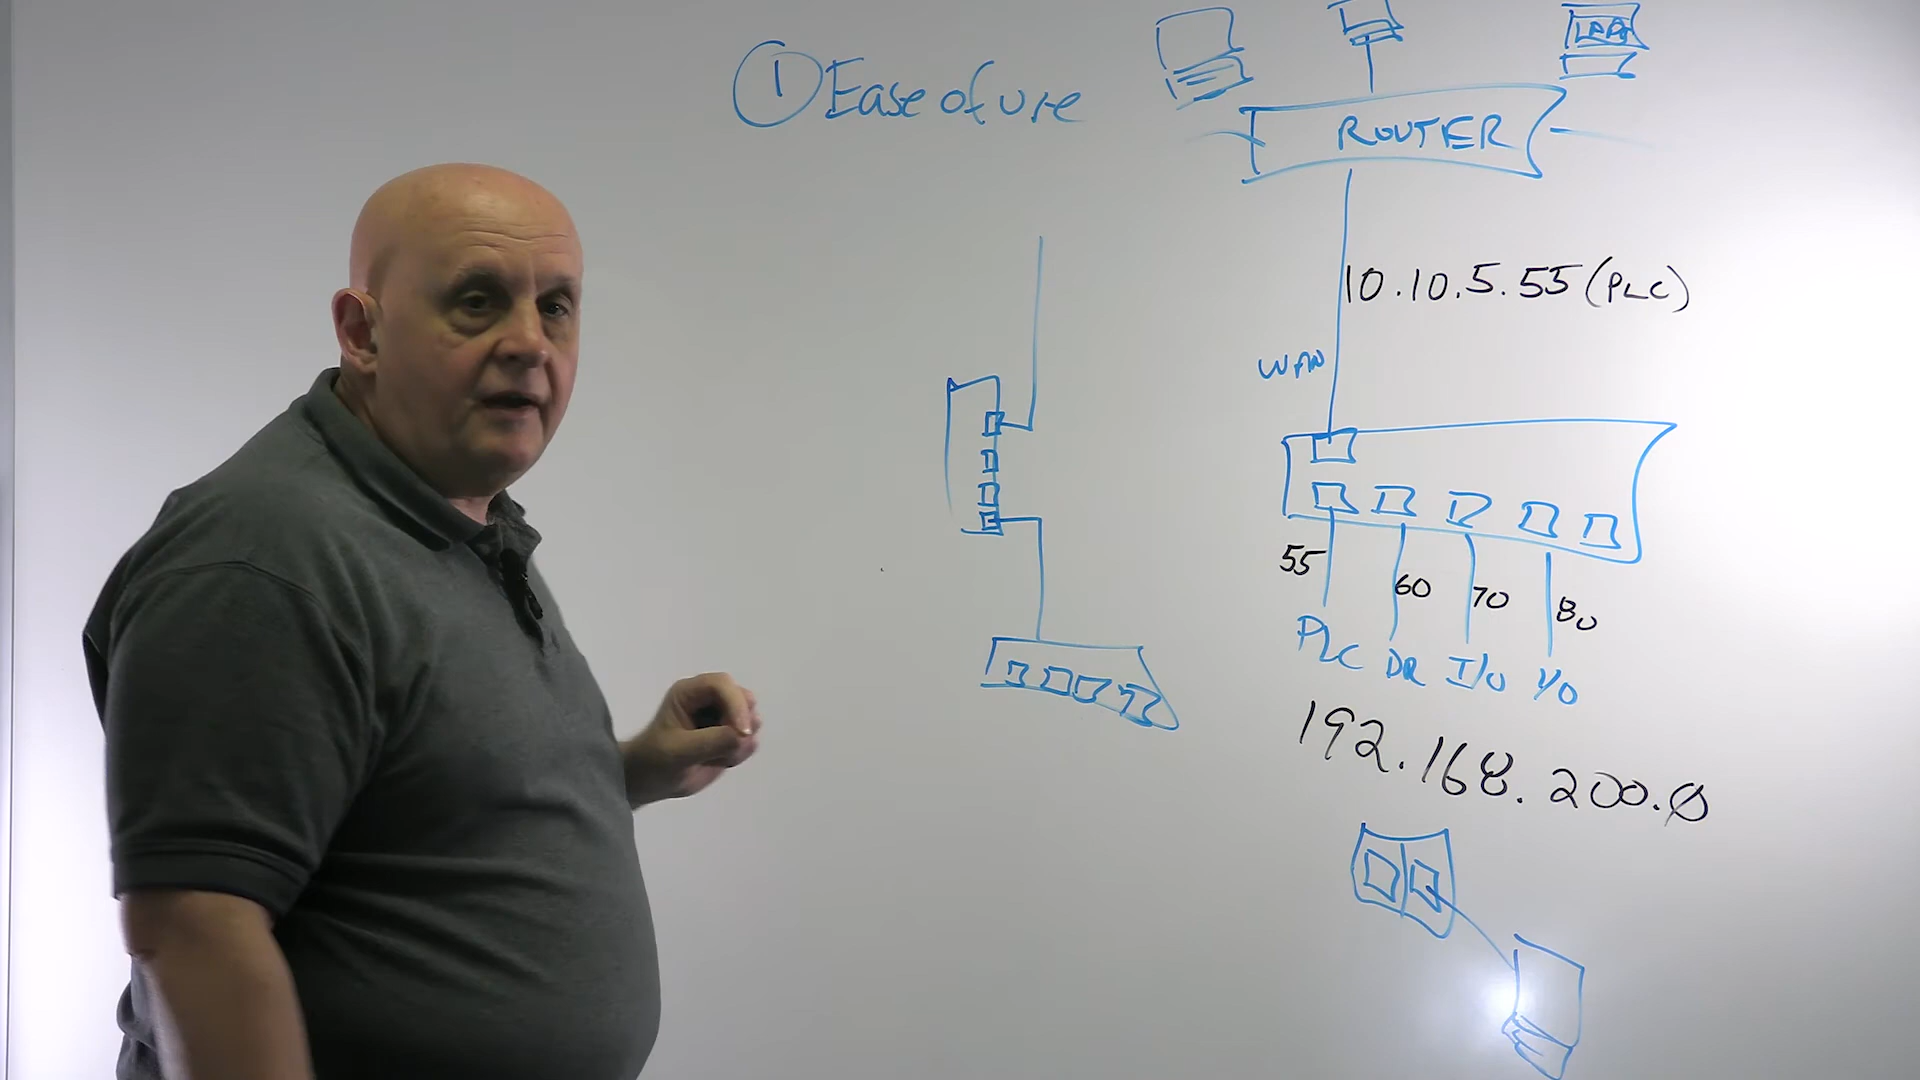 ① Ease of use
ROUTER
10.10.5.55 (PLC)
WAN
55 60 70 80
PLC DR I/O I/O
192.168.200.0